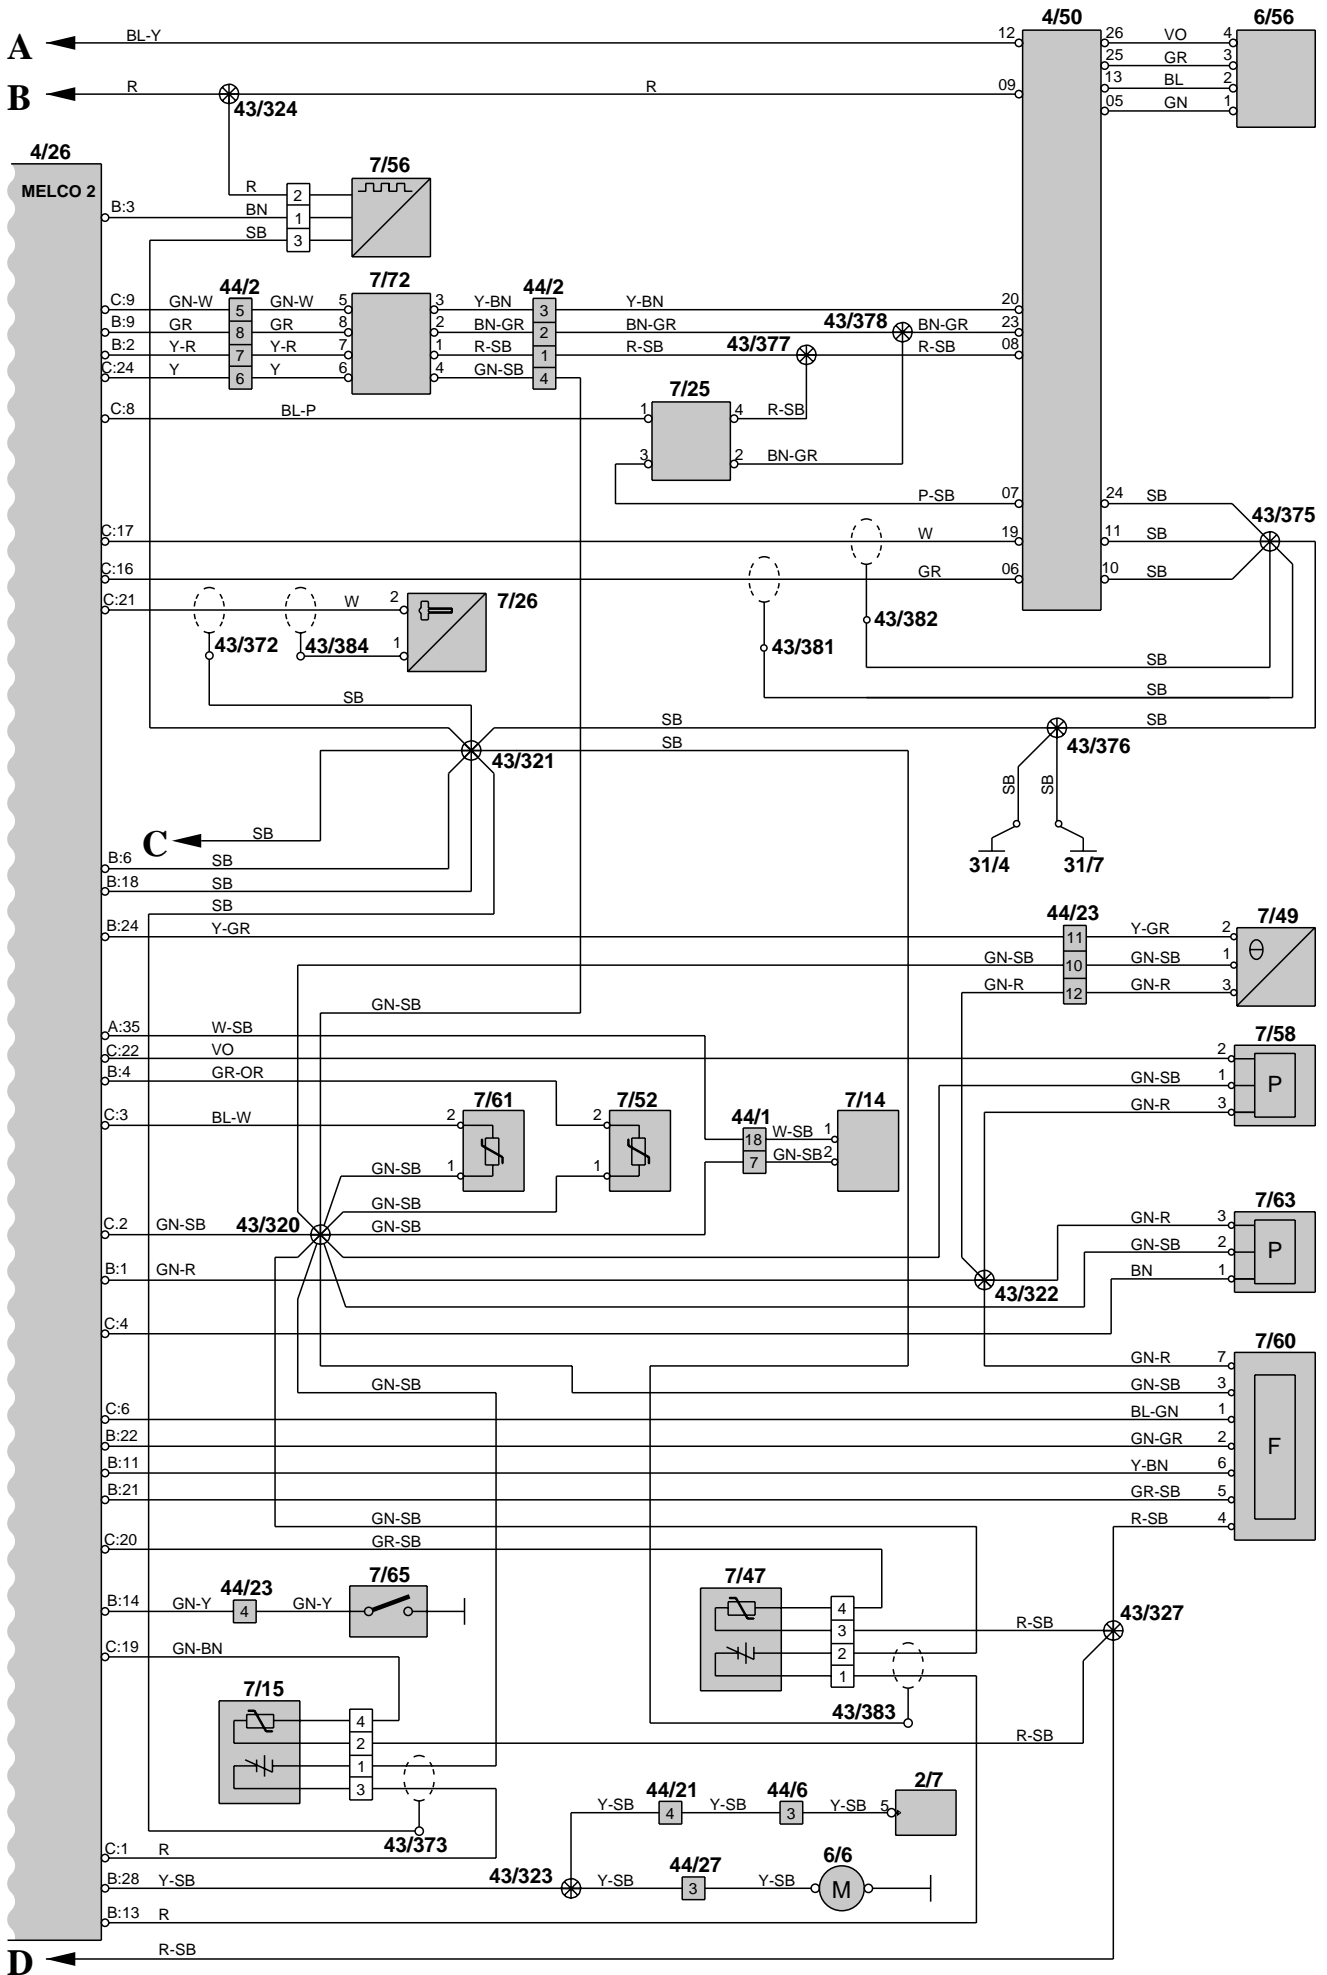 4/50 6/56
A BL-Y 12 26 VO 4
25 GR 3
B R R 09 13 BL 2
43/324 05 GN 1
4/26
MELCO 2
7/56
R 2
B:3 BN 1
SB 3
44/2 7/72 44/2
C:9 GN-W 5 GN-W 5 3 Y-BN 3 Y-BN 20
B:9 GR 8 GR 8 2 BN-GR 2 BN-GR 43/378 BN-GR 23
B:2 Y-R 7 Y-R 7 1 R-SB 1 R-SB 43/377 R-SB 08
C:24 Y 6 Y 6 4 GN-SB 4
7/25
C:8 BL-P 1 4 R-SB
3 2 BN-GR
P-SB 07 24 SB
43/375
C:17 W 19 11 SB
C:16 GR 06 10 SB
C:21 W 2 7/26
43/372 43/384 1
43/382
43/381
SB
SB
SB
SB SB
43/321 SB 43/376
SB SB
C SB
31/4 31/7
B:6 SB
B:18 SB
SB
44/23 7/49
B:24 Y-GR 11 Y-GR 2
GN-SB 10 GN-SB 1
GN-R 12 GN-R 3
GN-SB
A:35 W-SB
7/58
C:22 VO 2
B:4 GR-OR GN-SB 1 P
GN-R 3
7/61 7/52 44/1 7/14
C:3 BL-W 2 2
18 W-SB 1
7 GN-SB 2
GN-SB 1 1
GN-SB
7/63
C.2 GN-SB 43/320 GN-SB
GN-R 3
GN-SB 2 P
B:1 GN-R BN 1
43/322
C:4
7/60
GN-R 7
GN-SB GN-SB 3
C:6 BL-GN 1
B:22 GN-GR 2 F
B:11 Y-BN 6
B:21 GR-SB 5
GN-SB R-SB 4
C:20 GR-SB
7/65 7/47
B:14 GN-Y 44/23 4 GN-Y
4
3 R-SB 43/327
2
1
C:19 GN-BN
7/15
43/383
4
2 R-SB
1
3
44/21 44/6 2/7
Y-SB 4 Y-SB 3 Y-SB 5
43/373
C:1 R
44/27 6/6
B:28 Y-SB 43/323 Y-SB 3 Y-SB M
B:13 R
D R-SB